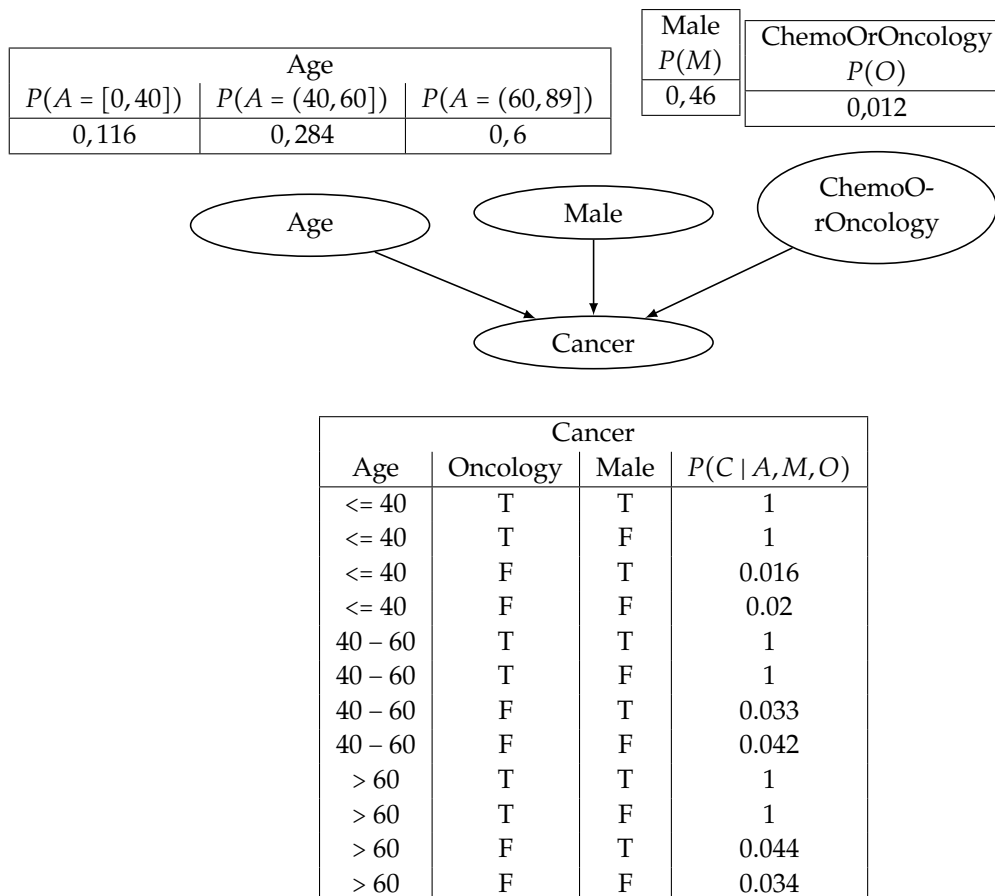 Age
P(A = [0, 40]) P(A = (40, 60]) P(A = (60, 89])
0, 116 0, 284 0, 6
Male
P(M)
0, 46
ChemoOrOncology
P(O)
0,012
Age
Male
ChemoO-
rOncology
Cancer
Cancer
Age Oncology Male P(C | A, M, O)
<= 40 T T 1
<= 40 T F 1
<= 40 F T 0.016
<= 40 F F 0.02
40 – 60 T T 1
40 – 60 T F 1
40 – 60 F T 0.033
40 – 60 F F 0.042
> 60 T T 1
> 60 T F 1
> 60 F T 0.044
> 60 F F 0.034